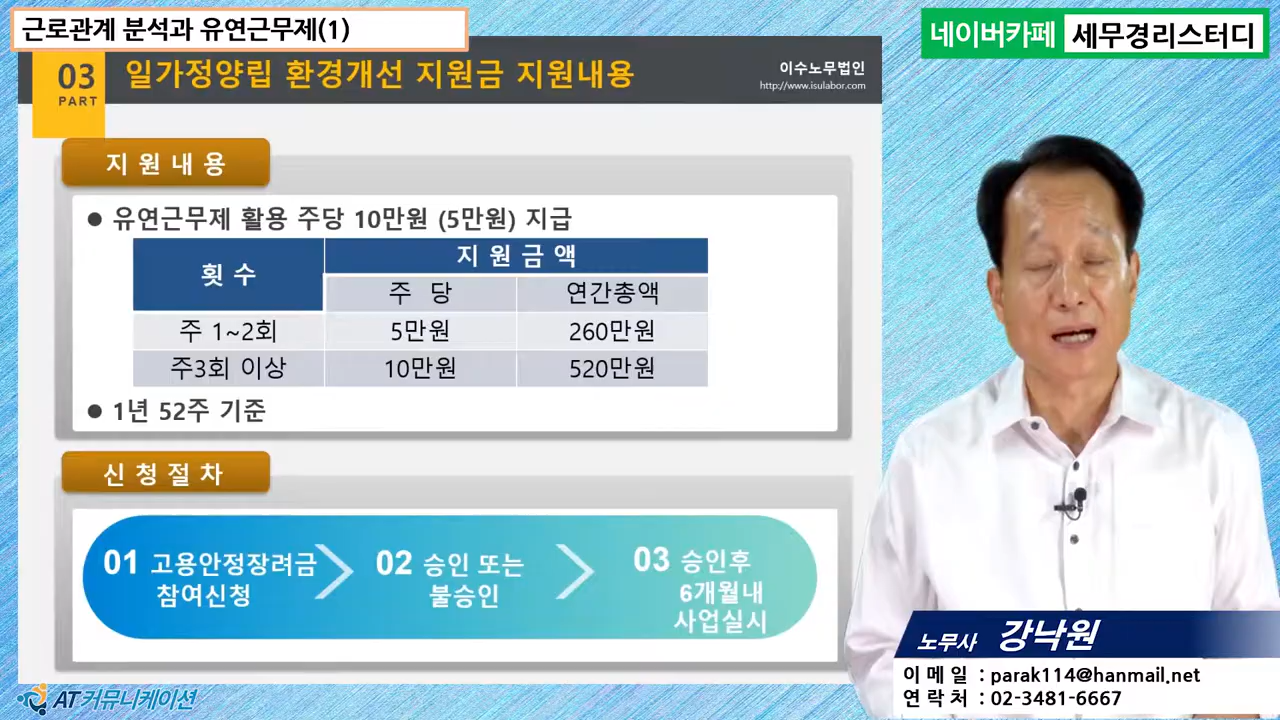 근로관계 분석과 유연근무제(1)
네이버카페 세무경리스터디
03
PART
일가정양립 환경개선 지원금 지원내용
이수노무법인
http://www.isulabor.com
지원내용
● 유연근무제 활용 주당 10만원 (5만원) 지급
횟 수 지 원 금 액
주 당 연간총액
주 1~2회 5만원 260만원
주3회 이상 10만원 520만원
● 1년 52주 기준
신청절차
01 고용안정장려금
참여신청
02 승인 또는
불승인
03 승인후
6개월내
사업실시
노무사 강낙원
이 메 일 : parak114@hanmail.net
연 락 처 : 02-3481-6667
AT커뮤니케이션